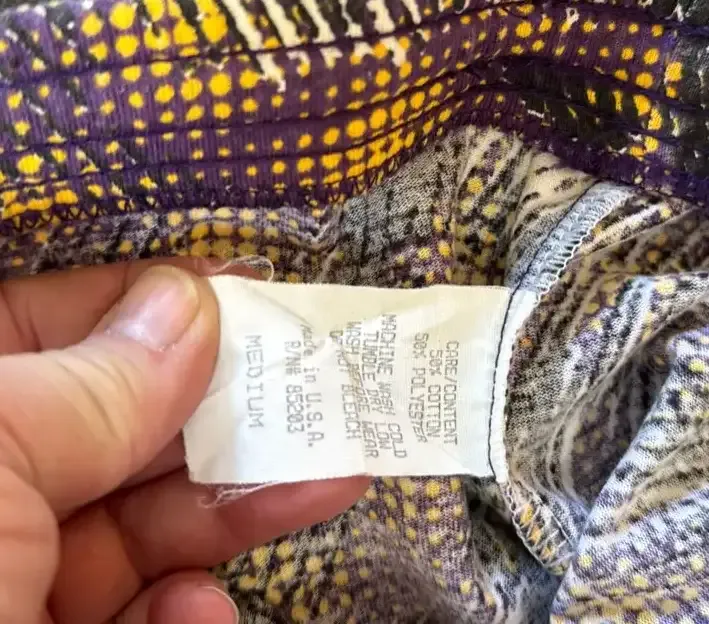 CARE/CONTENT
50% COTTON
50% POLYESTER
MACHINE WASH COLD
TUMBLE DRY LOW
WASH BEFORE WEAR
DO NOT BLEACH
Made in U.S.A.
R/N# 85203
MEDIUM